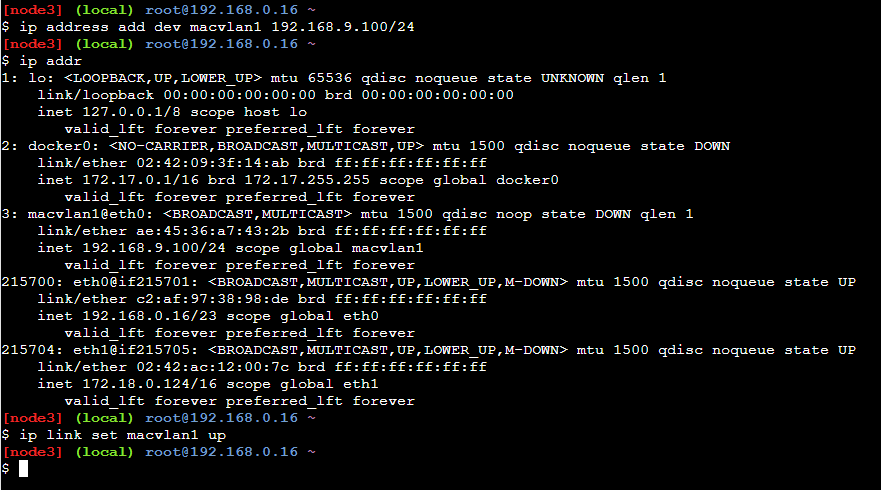 [node3] (local) root@192.168.0.16 ~
$ ip address add dev macvlan1 192.168.9.100/24
[node3] (local) root@192.168.0.16 ~
$ ip addr
1: lo: <LOOPBACK,UP,LOWER_UP> mtu 65536 qdisc noqueue state UNKNOWN qlen 1
    link/loopback 00:00:00:00:00:00 brd 00:00:00:00:00:00
    inet 127.0.0.1/8 scope host lo
       valid_lft forever preferred_lft forever
2: docker0: <NO-CARRIER,BROADCAST,MULTICAST,UP> mtu 1500 qdisc noqueue state DOWN
    link/ether 02:42:09:3f:14:ab brd ff:ff:ff:ff:ff:ff
    inet 172.17.0.1/16 brd 172.17.255.255 scope global docker0
       valid_lft forever preferred_lft forever
3: macvlan1@eth0: <BROADCAST,MULTICAST> mtu 1500 qdisc noop state DOWN qlen 1
    link/ether ae:45:36:a7:43:2b brd ff:ff:ff:ff:ff:ff
    inet 192.168.9.100/24 scope global macvlan1
       valid_lft forever preferred_lft forever
215700: eth0@if215701: <BROADCAST,MULTICAST,UP,LOWER_UP,M-DOWN> mtu 1500 qdisc noqueue state UP
    link/ether c2:af:97:38:98:de brd ff:ff:ff:ff:ff:ff
    inet 192.168.0.16/23 scope global eth0
       valid_lft forever preferred_lft forever
215704: eth1@if215705: <BROADCAST,MULTICAST,UP,LOWER_UP,M-DOWN> mtu 1500 qdisc noqueue state UP
    link/ether 02:42:ac:12:00:7c brd ff:ff:ff:ff:ff:ff
    inet 172.18.0.124/16 scope global eth1
       valid_lft forever preferred_lft forever
[node3] (local) root@192.168.0.16 ~
$ ip link set macvlan1 up
[node3] (local) root@192.168.0.16 ~
$